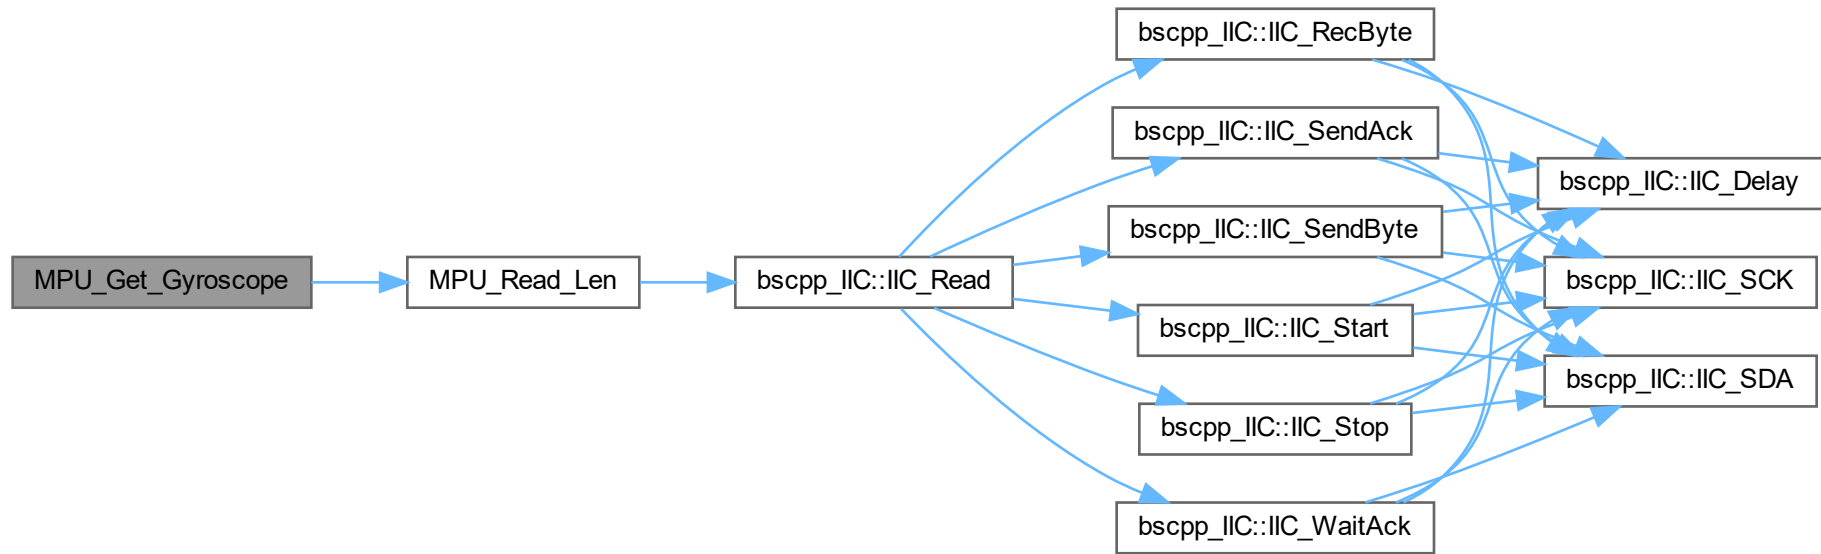 MPU_Get_Gyroscope
MPU_Read_Len
bscpp_IIC::IIC_Read
bscpp_IIC::IIC_RecByte
bscpp_IIC::IIC_SendAck
bscpp_IIC::IIC_SendByte
bscpp_IIC::IIC_Start
bscpp_IIC::IIC_Stop
bscpp_IIC::IIC_WaitAck
bscpp_IIC::IIC_Delay
bscpp_IIC::IIC_SCK
bscpp_IIC::IIC_SDA